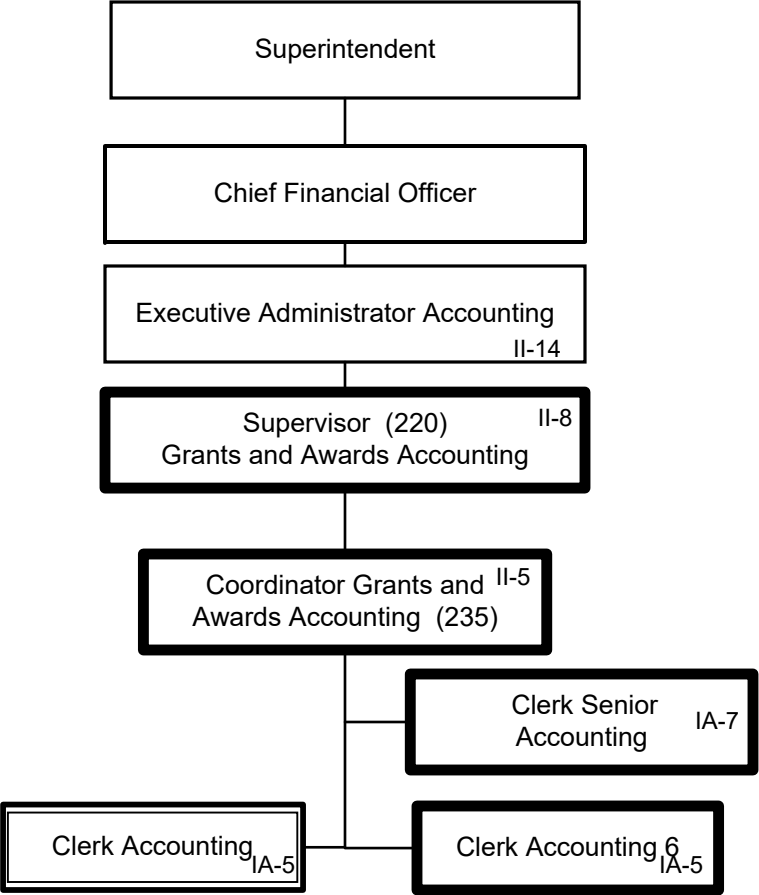 Superintendent
Chief Financial Officer
Executive Administrator Accounting
II-14
Supervisor (220)
II-8
Grants and Awards Accounting
Coordinator Grants and
II-5
Awards Accounting (235)
Clerk Senior
Accounting
IA-7
Clerk Accounting
IA-5
Clerk Accounting 6
IA-5